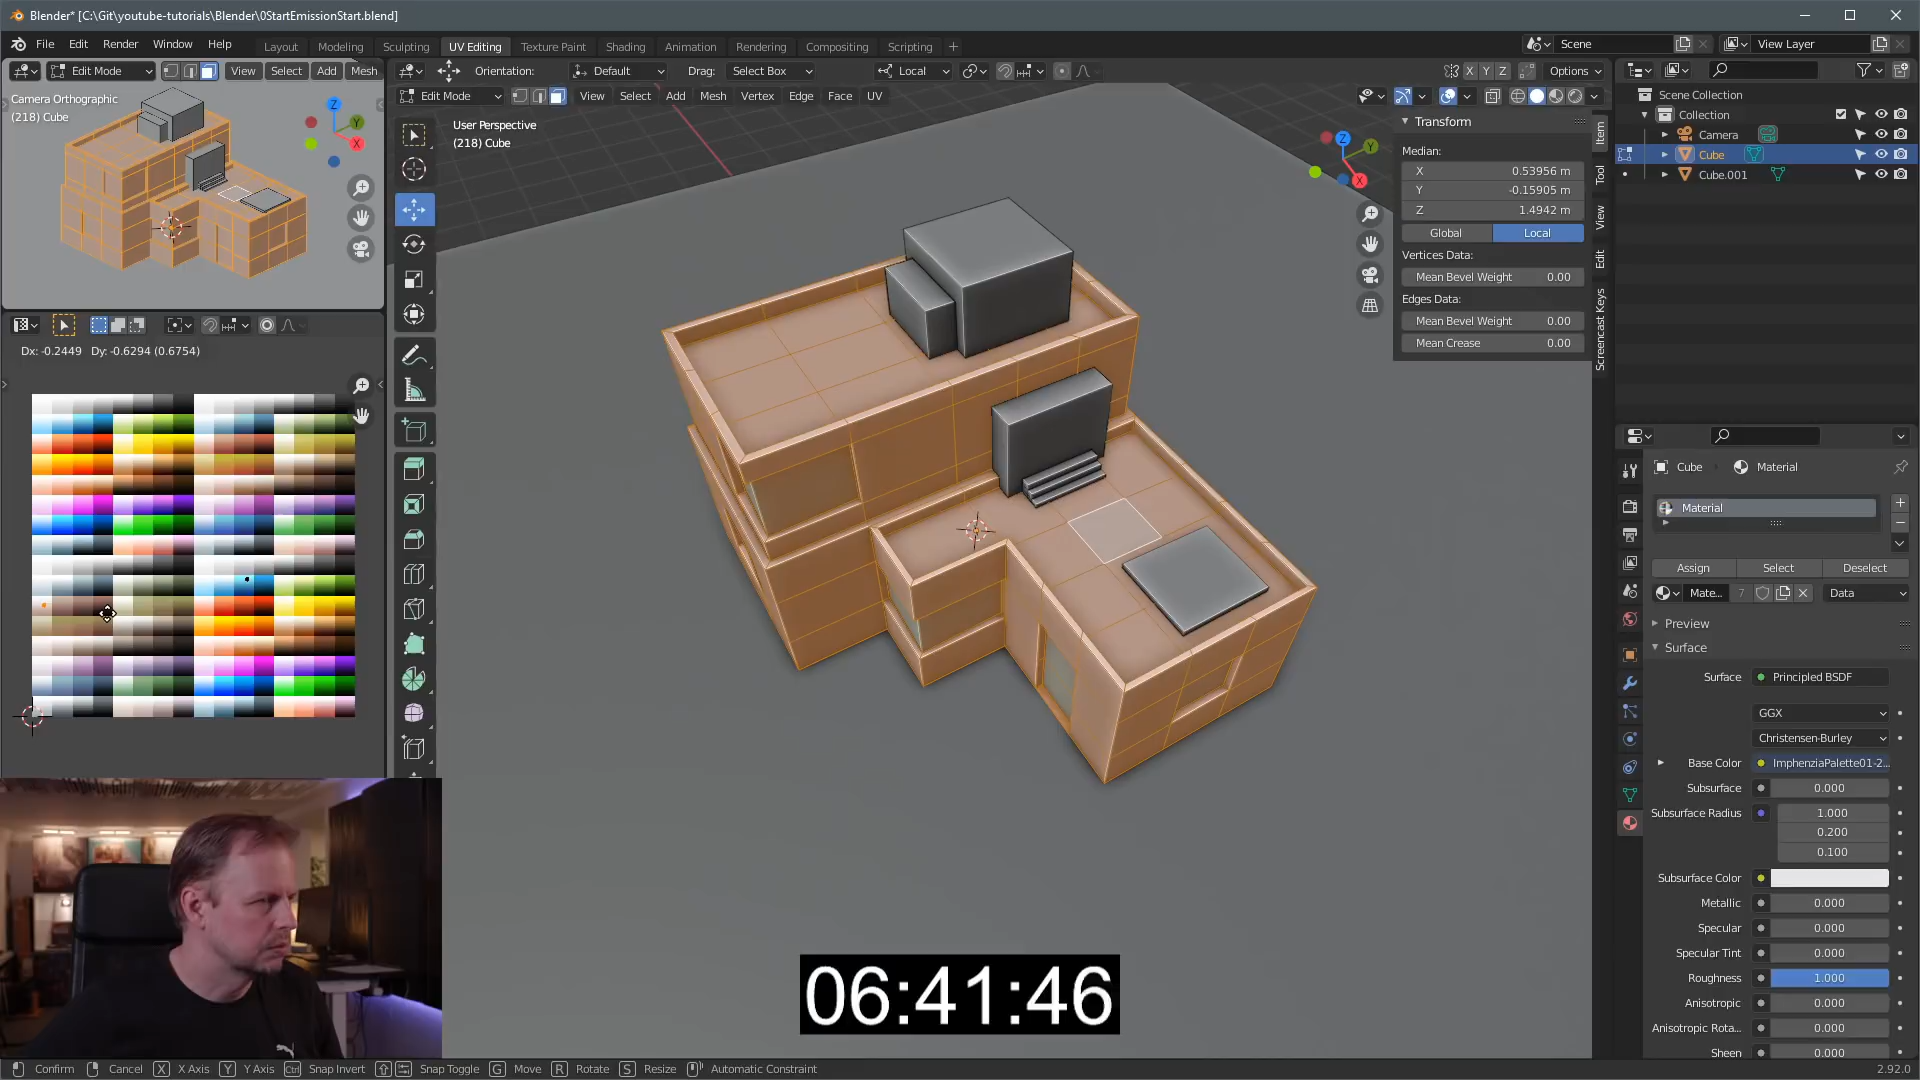 Blender* [C:\Git\youtube-tutorials\Blender\0StartEmissionStart.blend]
File Edit Render Window Help
Layout Modeling Sculpting UV Editing Texture Paint Shading Animation Rendering Compositing Scripting +
Scene
View Layer
Edit Mode View Select Add Mesh
Orientation: Default Drag: Select Box Local X Y Z Options
Camera Orthographic
(218) Cube
Z Y X
Edit Mode View Select Add Mesh Vertex Edge Face UV
User Perspective
(218) Cube
Z Y X
Transform
Median:
X 0.53956 m
Y -0.15905 m
Z 1.4942 m
Global Local
Vertices Data:
Mean Bevel Weight 0.00
Edges Data:
Mean Bevel Weight 0.00
Mean Crease 0.00
Item
Tool
View
Edit
Screencast Keys
Scene Collection
Collection
Camera
Cube
Cube.001
Dx: -0.2449 Dy: -0.6294 (0.6754)
Cube Material
Material
Assign Select Deselect
Mate... 7 Data
Preview
Surface
Surface Principled BSDF
GGX
Christensen-Burley
Base Color ImphenziaPalette01-2...
Subsurface 0.000
Subsurface Radius 1.000
0.200
0.100
Subsurface Color
Metallic 0.000
Specular 0.000
Specular Tint 0.000
Roughness 1.000
Anisotropic 0.000
Anisotropic Rota... 0.000
Sheen 0.000
06:41:46
Confirm Cancel X X Axis Y Y Axis Ctrl Snap Invert Snap Toggle G Move R Rotate S Resize Automatic Constraint
2.92.0